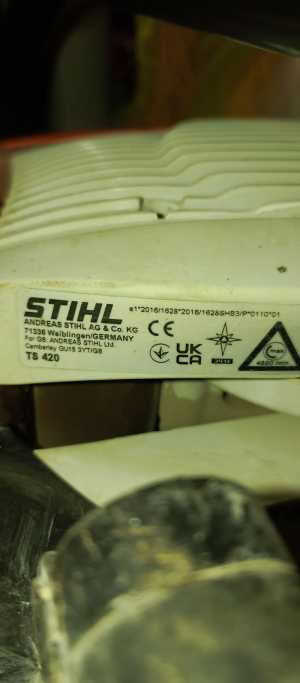 STIHL
e1*2016/1628*2016/1628SHB3/P*0110*01
ANDREAS STIHL AG & Co. KG
71336 Waiblingen/GERMANY
For GB: ANDREAS STIHL Ltd.
Camberley GU15 3YT/GB
TS 420
CE
UK
CA